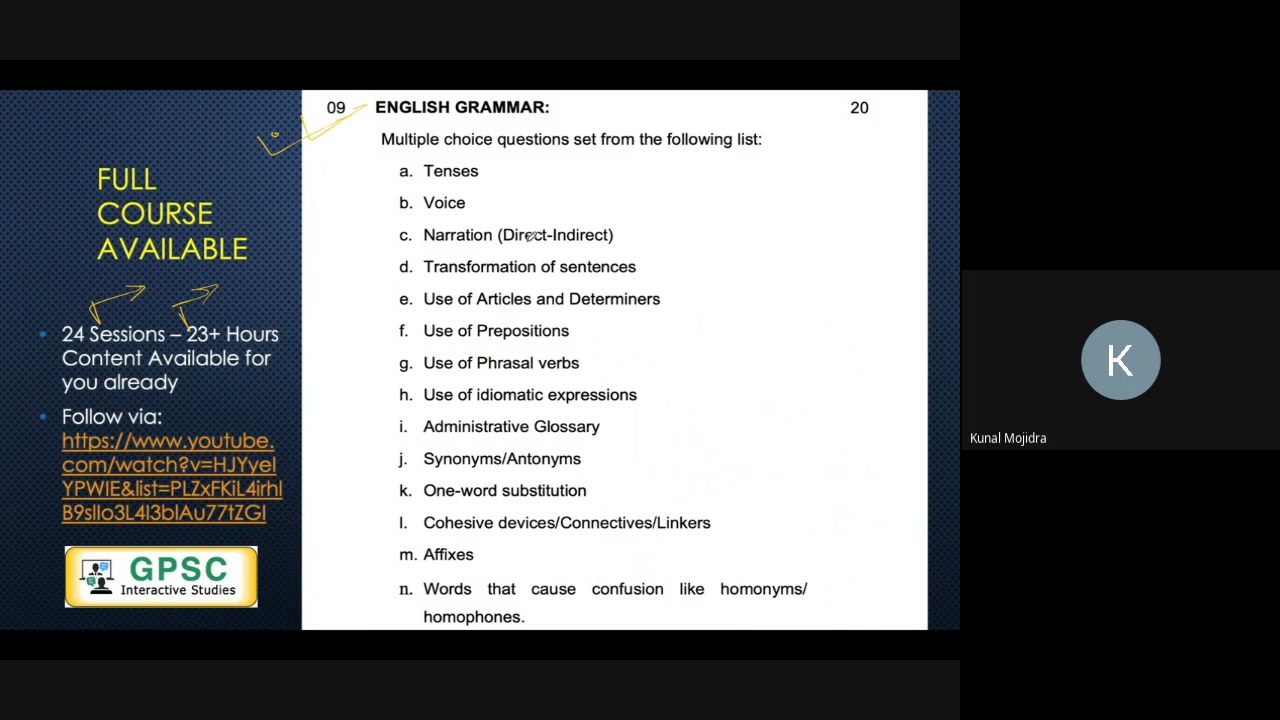 FULL
COURSE
AVAILABLE
• 24 Sessions – 23+ Hours
Content Available for
you already
• Follow via:
https://www.youtube.
com/watch?v=HJYyeI
YPWIE&list=PLZxFKiL4irhI
B9slIo3L4I3blAu77tZGI
GPSC
Interactive Studies
09 ENGLISH GRAMMAR: 20
Multiple choice questions set from the following list:
a. Tenses
b. Voice
c. Narration (Direct-Indirect)
d. Transformation of sentences
e. Use of Articles and Determiners
f. Use of Prepositions
g. Use of Phrasal verbs
h. Use of idiomatic expressions
i. Administrative Glossary
j. Synonyms/Antonyms
k. One-word substitution
l. Cohesive devices/Connectives/Linkers
m. Affixes
n. Words that cause confusion like homonyms/
homophones.
K
Kunal Mojidra